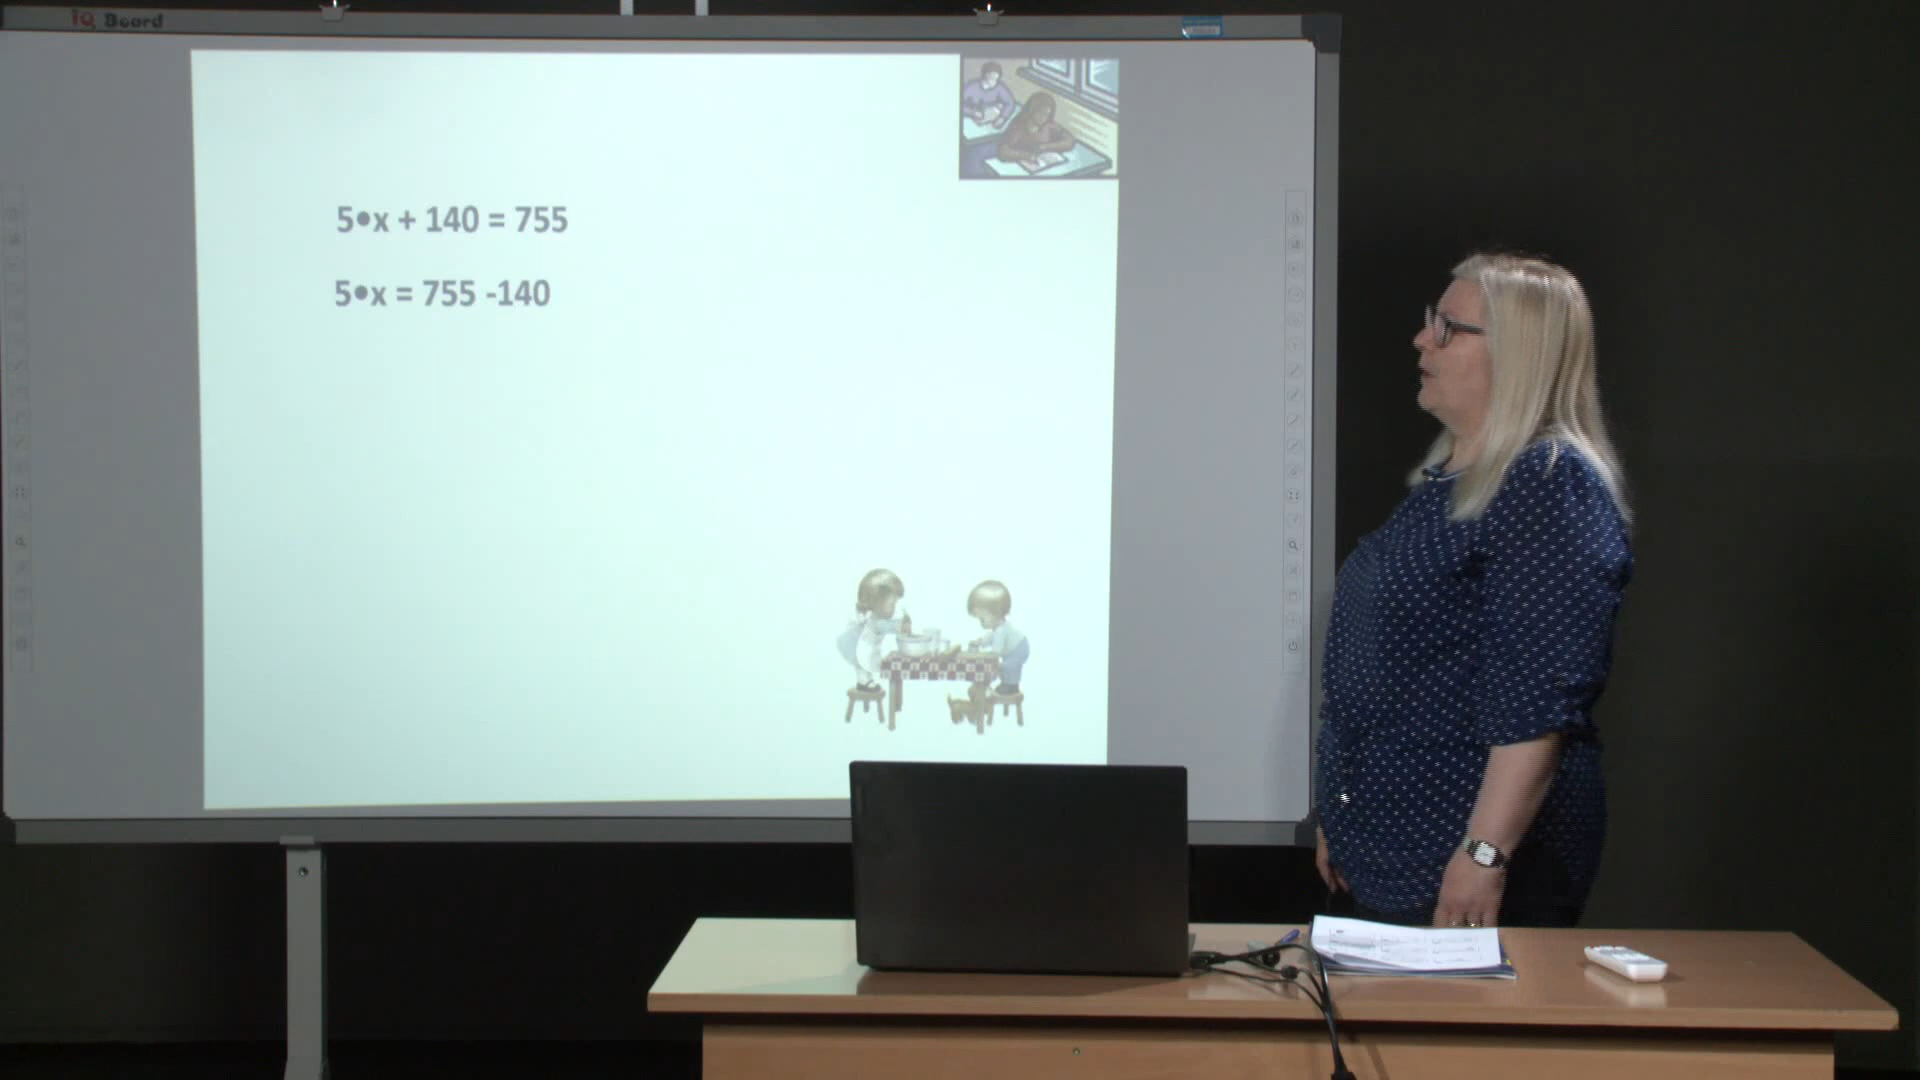 iQ Board
5•x + 140 = 755
5•x = 755 -140